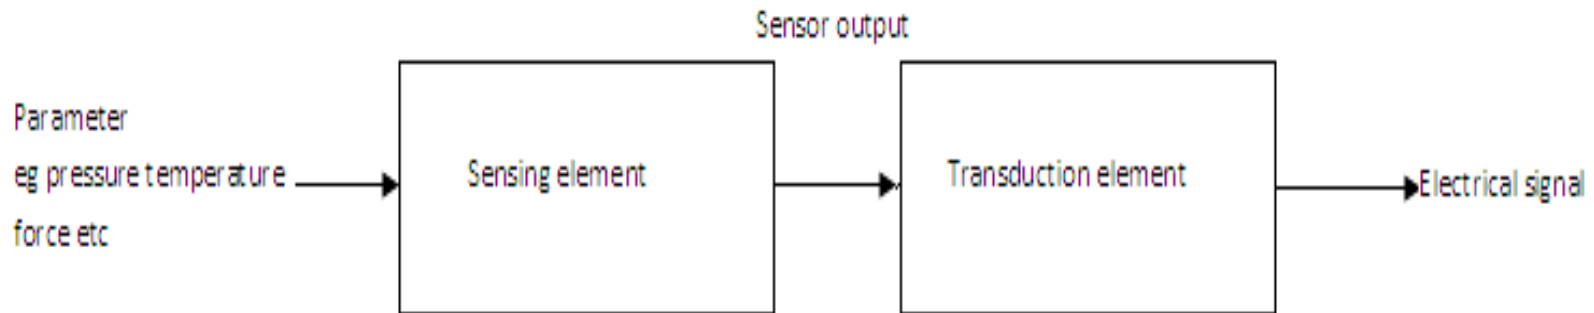 Sensor output
Parameter
eg pressure temperature
force etc
Sensing element
Transduction element
Electrical signal